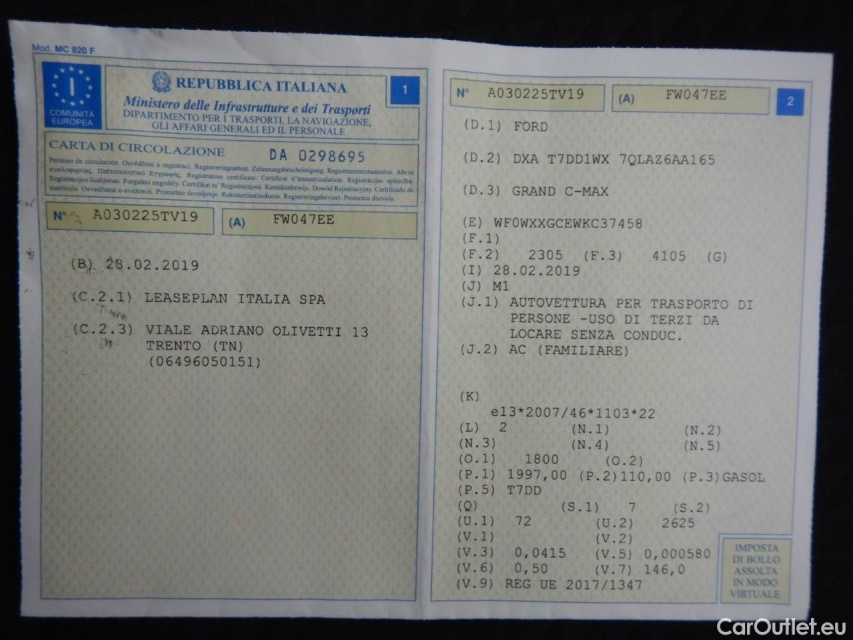 Mod. MC 820 F
I
COMUNITÀ
EUROPEA
REPUBBLICA ITALIANA
1
Ministero delle Infrastrutture e dei Trasporti
DIPARTIMENTO PER I TRASPORTI, LA NAVIGAZIONE,
GLI AFFARI GENERALI ED IL PERSONALE
CARTA DI CIRCOLAZIONE DA 0298695
N° A030225TV19 (A) FW047EE
(B) 28.02.2019
(C.2.1) LEASEPLAN ITALIA SPA
(C.2.3) VIALE ADRIANO OLIVETTI 13
TRENTO (TN)
(06496050151)
N° A030225TV19 (A) FW047EE
2
(D.1) FORD
(D.2) DXA T7DD1WX 7QLAZ6AA165
(D.3) GRAND C-MAX
(E) WF0WXXGCEWKC37458
(F.1)
(F.2) 2305 (F.3) 4105 (G)
(I) 28.02.2019
(J) M1
(J.1) AUTOVETTURA PER TRASPORTO DI
PERSONE -USO DI TERZI DA
LOCARE SENZA CONDUC.
(J.2) AC (FAMILIARE)
(K)
e13*2007/46*1103*22
(L) 2 (N.1) (N.2)
(N.3) (N.4) (N.5)
(O.1) 1800 (O.2)
(P.1) 1997,00 (P.2)110,00 (P.3)GASOL
(P.5) T7DD
(Q) (S.1) 7 (S.2)
(U.1) 72 (U.2) 2625
(V.1) (V.2)
(V.3) 0,0415 (V.5) 0,000580
(V.6) 0,50 (V.7) 146,0
(V.9) REG UE 2017/1347
IMPOSTA
DI BOLLO
ASSOLTA
IN MODO
VIRTUALE
CarOutlet.eu